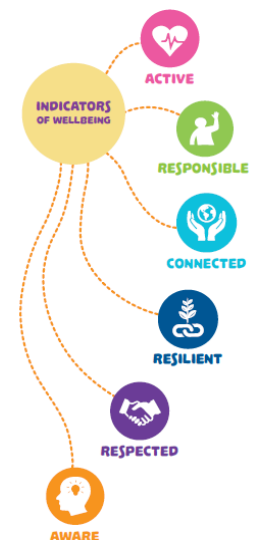 INDICATORS
OF WELLBEING
ACTIVE
RESPONSIBLE
CONNECTED
RESILIENT
RESPECTED
AWARE